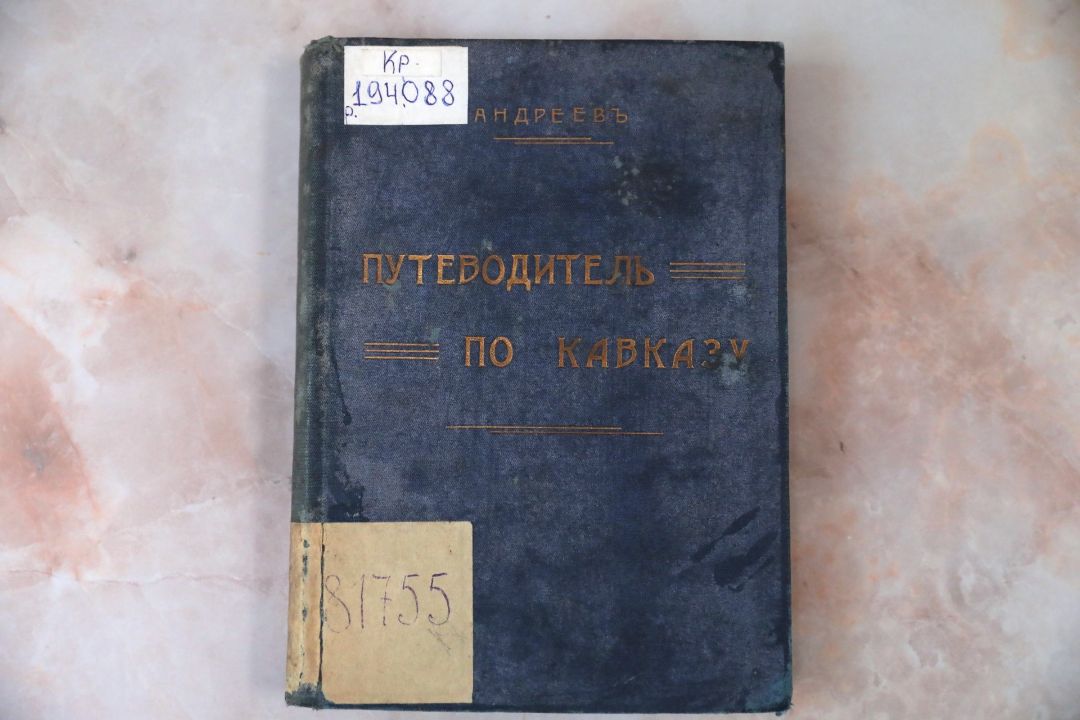 Кр.
р. 194088
АНДРЕЕВЪ
ПУТЕВОДИТЕЛЬ
ПО КАВКАЗУ
81755